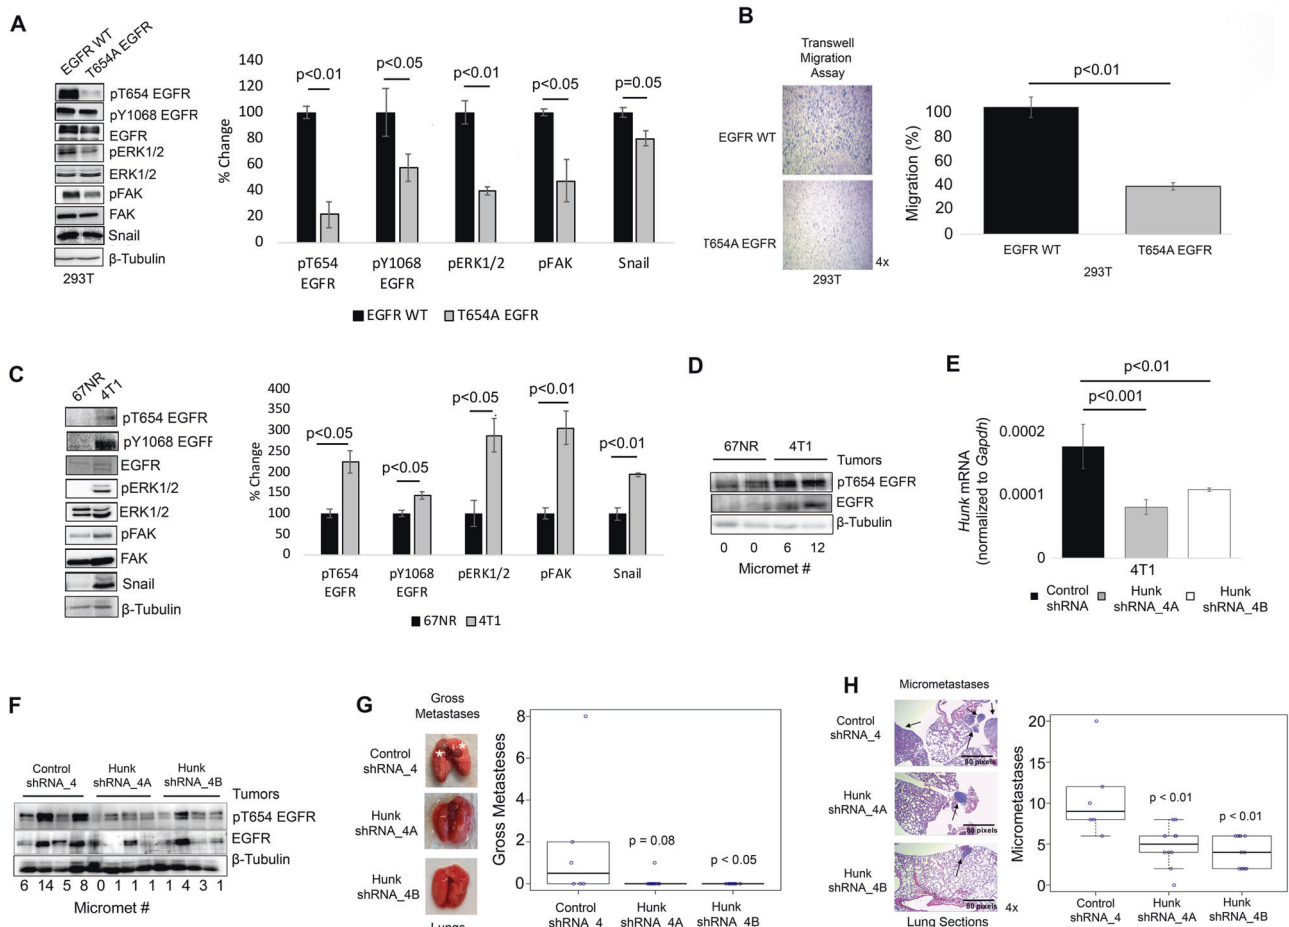 A
EGFR WT
T654A EGFR
pT654 EGFR
pY1068 EGFR
EGFR
pERK1/2
ERK1/2
pFAK
FAK
Snail
β-Tubulin
293T
% Change
140
120
100
80
60
40
20
0
p<0.01
p<0.05
p<0.01
p<0.05
p=0.05
pT654 EGFR
pY1068 EGFR
pERK1/2
pFAK
Snail
EGFR WT
T654A EGFR
B
Transwell
Migration
Assay
EGFR WT
T654A EGFR
4x
293T
Migration (%)
100
80
60
40
20
0
p<0.01
EGFR WT
T654A EGFR
293T
C
67NR
4T1
pT654 EGFR
pY1068 EGFF
EGFR
pERK1/2
ERK1/2
pFAK
FAK
Snail
β-Tubulin
% Change
400
350
300
250
200
150
100
50
0
p<0.05
p<0.05
p<0.05
p<0.01
p<0.01
pT654 EGFR
pY1068 EGFR
pERK1/2
pFAK
Snail
67NR
4T1
D
67NR
4T1
Tumors
pT654 EGFR
EGFR
β-Tubulin
0 0 6 12
Micromet #
E
p<0.01
p<0.001
Hunk mRNA
(normalized to Gapdh)
0.0002
0.0001
0
4T1
Control shRNA
Hunk shRNA_4A
Hunk shRNA_4B
F
Control shRNA_4
Hunk shRNA_4A
Hunk shRNA_4B
Tumors
pT654 EGFR
EGFR
β-Tubulin
6 14 5 8 0 1 1 1 1 4 3 1
Micromet #
G
Gross
Metastases
Control shRNA_4
Hunk shRNA_4A
Hunk shRNA_4B
Lungs
Gross Metasteses
8
6
4
2
0
p = 0.08
p < 0.05
Control shRNA_4
Hunk shRNA_4A
Hunk shRNA_4B
H
Micrometastases
Control shRNA_4
Hunk shRNA_4A
Hunk shRNA_4B
80 pixels
80 pixels
80 pixels
4x
Lung Sections
Micrometastases
20
15
10
5
0
p < 0.01
p < 0.01
Control shRNA_4
Hunk shRNA_4A
Hunk shRNA_4B